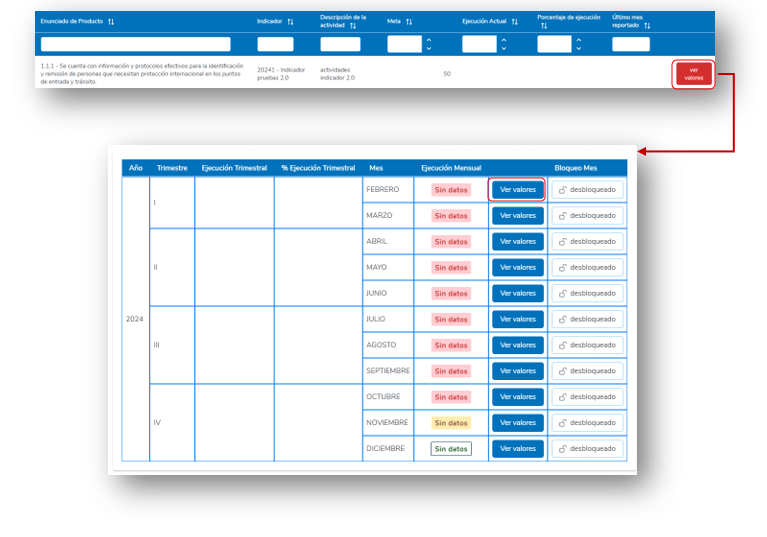 Enunciado de Producto
Indicador
Descripción de la
actividad
Meta
Ejecución Actual
Porcentaje de ejecución
Último mes
reportado
1.1.1 - Se cuenta con información y protocolos efectivos para la identificación
y remisión de personas que necesitan protección internacional en los puntos
de entrada y tránsito.
20241 - Indicador
pruebas 2.0
actividades
indicador 2.0
50
ver
valores
Año Trimestre Ejecución Trimestral % Ejecución Trimestral Mes Ejecución Mensual Bloqueo Mes
2024
I
FEBRERO Sin datos Ver valores desbloqueado
MARZO Sin datos Ver valores desbloqueado
II
ABRIL Sin datos Ver valores desbloqueado
MAYO Sin datos Ver valores desbloqueado
JUNIO Sin datos Ver valores desbloqueado
III
JULIO Sin datos Ver valores desbloqueado
AGOSTO Sin datos Ver valores desbloqueado
SEPTIEMBRE Sin datos Ver valores desbloqueado
IV
OCTUBRE Sin datos Ver valores desbloqueado
NOVIEMBRE Sin datos Ver valores desbloqueado
DICIEMBRE Sin datos Ver valores desbloqueado